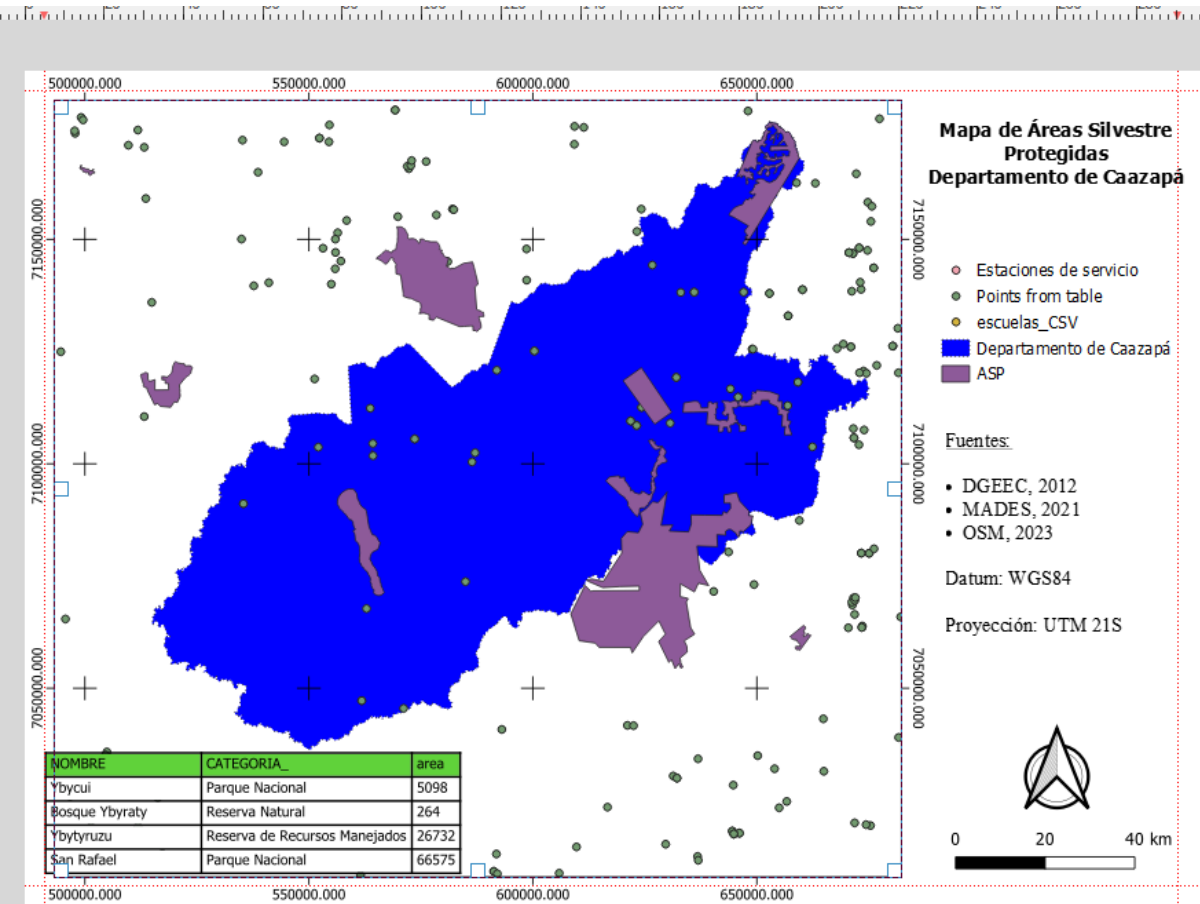 500000.000 550000.000 600000.000 650000.000
7150000.000 7150000.000
7100000.000 7100000.000
7050000.000 7050000.000
Mapa de Áreas Silvestre
Protegidas
Departamento de Caazapá
Estaciones de servicio
Points from table
escuelas_CSV
Departamento de Caazapá
ASP
Fuentes:
• DGEEC, 2012
• MADES, 2021
• OSM, 2023
Datum: WGS84
Proyección: UTM 21S
NOMBRE CATEGORIA_ area
Ybycui Parque Nacional 5098
Bosque Ybyraty Reserva Natural 264
Ybytyruzu Reserva de Recursos Manejados 26732
San Rafael Parque Nacional 66575
0 20 40 km
500000.000 550000.000 600000.000 650000.000